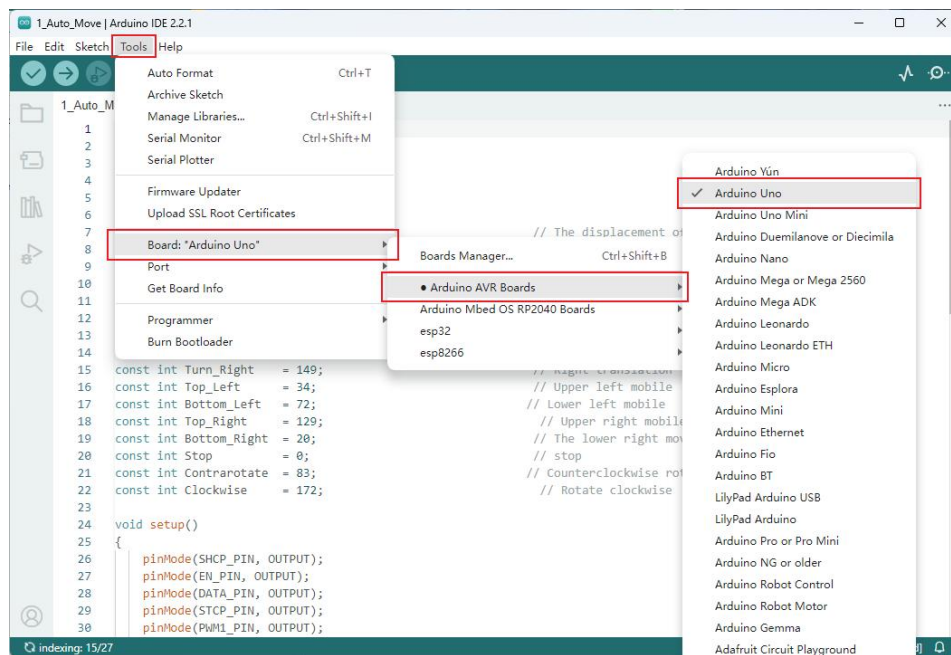 1_Auto_Move | Arduino IDE 2.2.1
File Edit Sketch Tools Help
Auto Format Ctrl+T
Archive Sketch
Manage Libraries... Ctrl+Shift+I
Serial Monitor Ctrl+Shift+M
Serial Plotter
Firmware Updater
Upload SSL Root Certificates
Board: "Arduino Uno"
Port
Get Board Info
Programmer
Burn Bootloader
Boards Manager... Ctrl+Shift+B
● Arduino AVR Boards
Arduino Mbed OS RP2040 Boards
esp32
esp8266
Arduino Yún
✓ Arduino Uno
Arduino Uno Mini
Arduino Duemilanove or Diecimila
Arduino Nano
Arduino Mega or Mega 2560
Arduino Mega ADK
Arduino Leonardo
Arduino Leonardo ETH
Arduino Micro
Arduino Esplora
Arduino Mini
Arduino Ethernet
Arduino Fio
Arduino BT
LilyPad Arduino USB
LilyPad Arduino
Arduino Pro or Pro Mini
Arduino NG or older
Arduino Robot Control
Arduino Robot Motor
Arduino Gemma
Adafruit Circuit Playground
1_Auto_M
1
2
3
4
5
6
7 // The displacement of
8
9
10
11
12
13
14
15 const int Turn_Right = 149; // Right translation
16 const int Top_Left = 34; // Upper left mobile
17 const int Bottom_Left = 72; // Lower left mobile
18 const int Top_Right = 129; // Upper right mobile
19 const int Bottom_Right = 20; // The lower right mov
20 const int Stop = 0; // stop
21 const int Contrarotate = 83; // Counterclockwise rot
22 const int Clockwise = 172; // Rotate clockwise
23
24 void setup()
25 {
26 pinMode(SHCP_PIN, OUTPUT);
27 pinMode(EN_PIN, OUTPUT);
28 pinMode(DATA_PIN, OUTPUT);
29 pinMode(STCP_PIN, OUTPUT);
30 pinMode(PWM1_PIN, OUTPUT);
indexing: 15/27